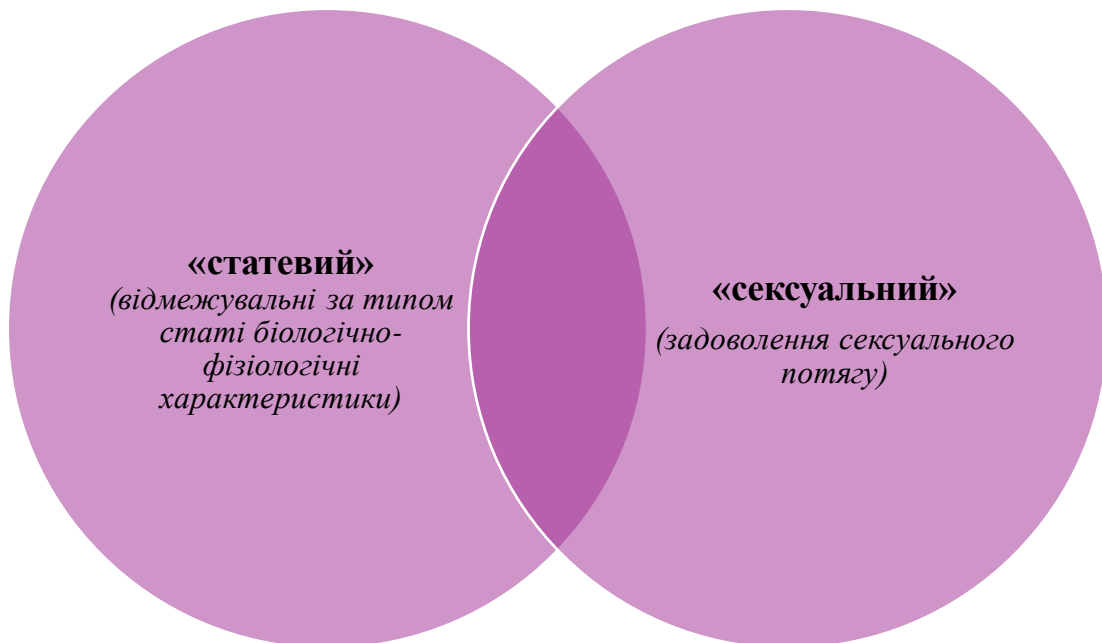 «статевий»
(відмежувальні за типом
статі біологічно-
фізіологічні
характеристики)
«сексуальний»
(задоволення сексуального
потягу)